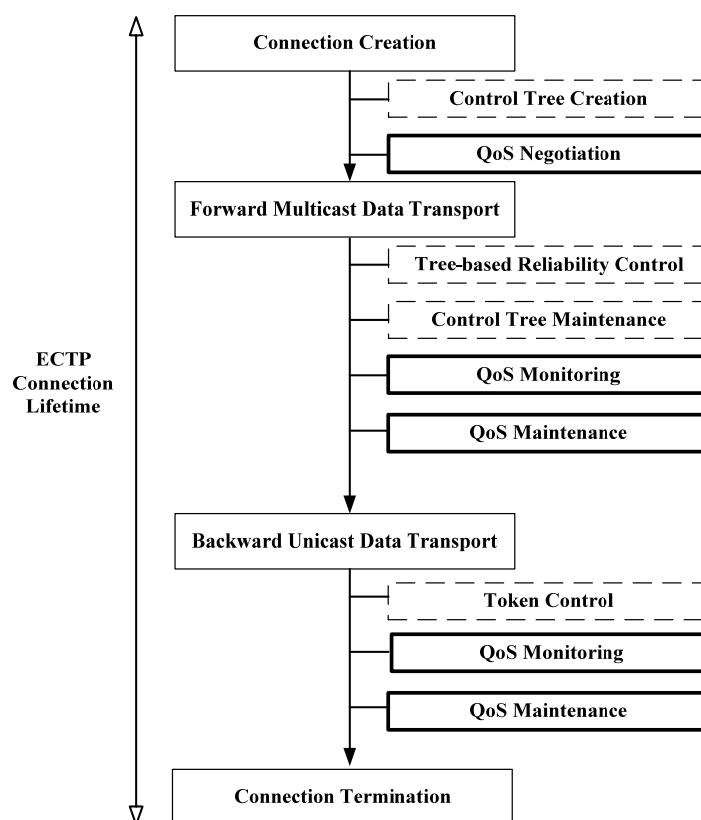 Connection Creation
Control Tree Creation
QoS Negotiation
Forward Multicast Data Transport
Tree-based Reliability Control
Control Tree Maintenance
QoS Monitoring
QoS Maintenance
ECTP
Connection
Lifetime
Backward Unicast Data Transport
Token Control
QoS Monitoring
QoS Maintenance
Connection Termination